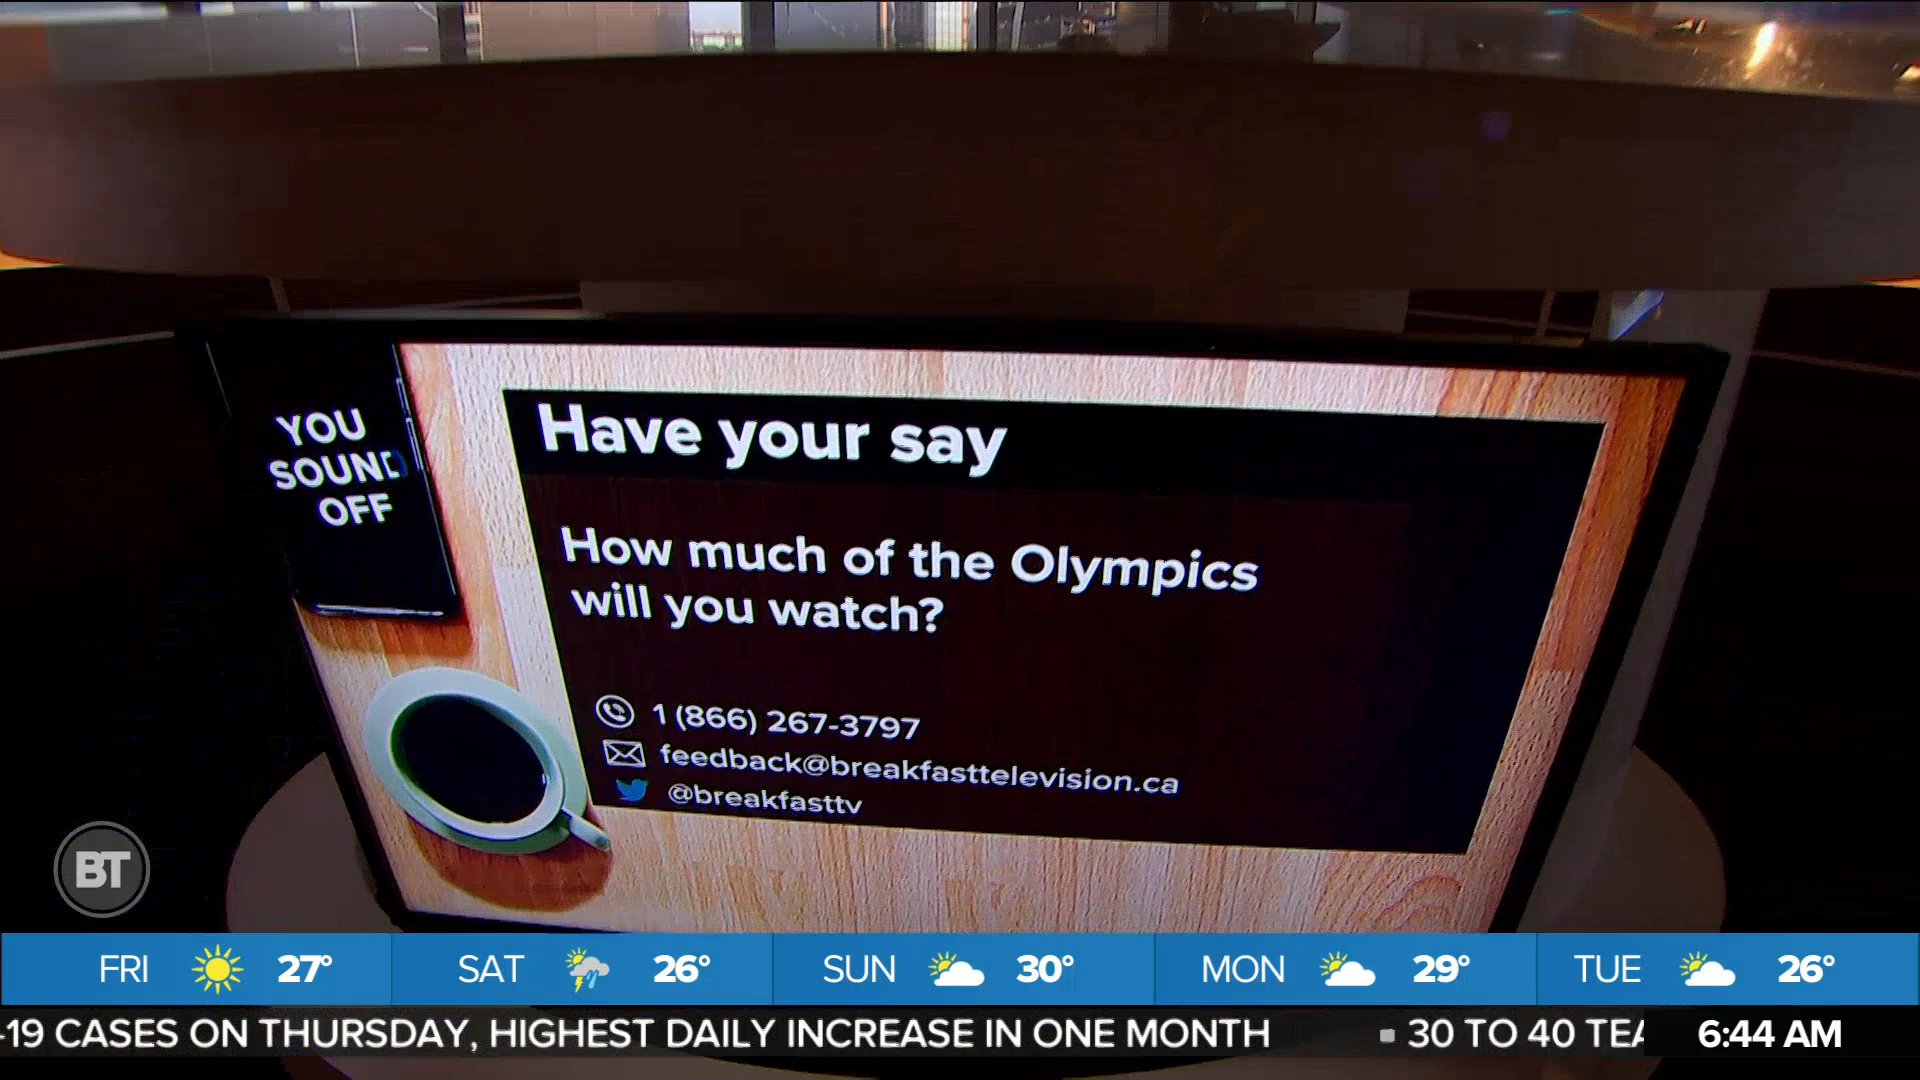 YOU
SOUND
OFF
Have your say
How much of the Olympics
will you watch?
1 (866) 267-3797
feedback@breakfasttelevision.ca
@breakfasttv
BT
FRI 27° SAT 26° SUN 30° MON 29° TUE 26°
-19 CASES ON THURSDAY, HIGHEST DAILY INCREASE IN ONE MONTH ▪ 30 TO 40 6:44 AM